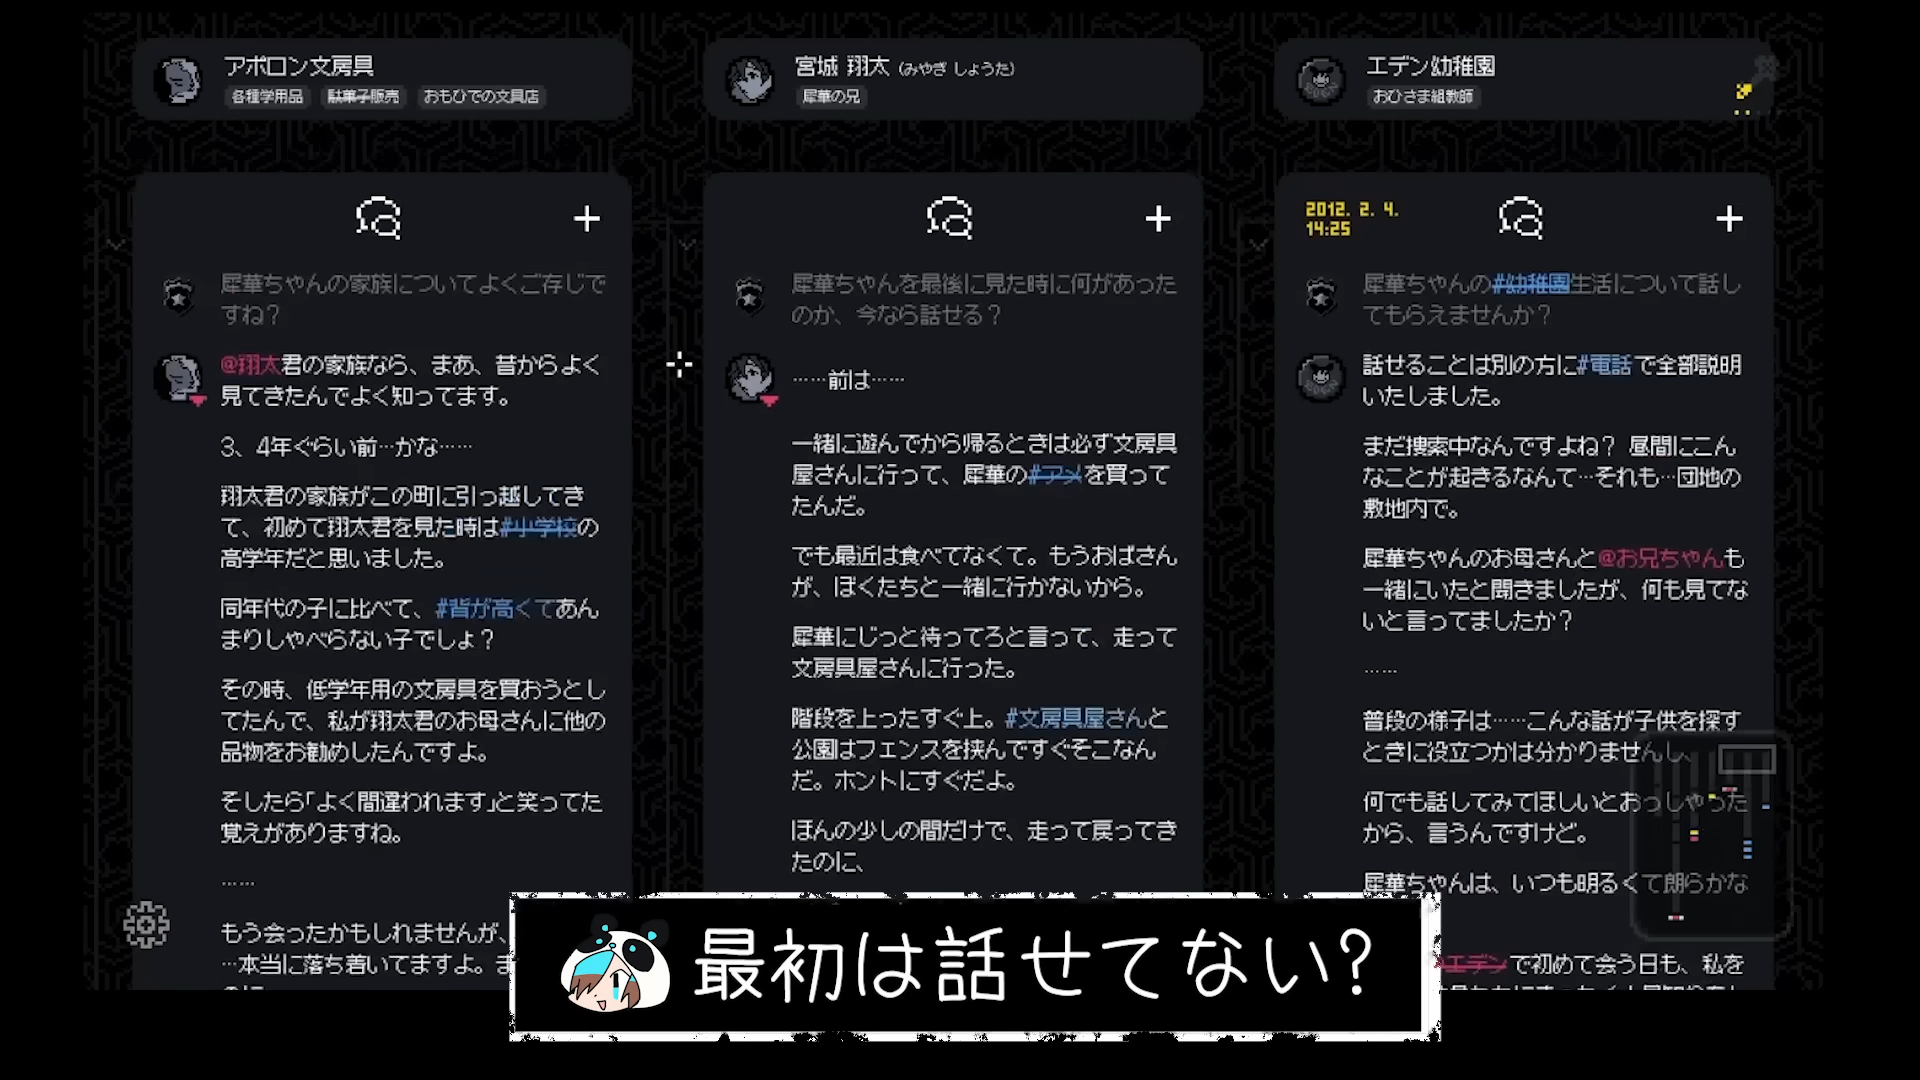 アポロン文房具
各種学用品 駄菓子販売 おもひでの文具店
犀華ちゃんの家族についてよくご存じで
すね？
@翔太君の家族なら、まあ、昔からよく
見てきたんでよく知ってます。
3、4年ぐらい前…かな……
翔太君の家族がこの町に引っ越してき
て、初めて翔太君を見た時は#小学校の
高学年だと思いました。
同年代の子に比べて、#背が高くてあん
まりしゃべらない子でしょ？
その時、低学年用の文房具を買おうとし
てたんで、私が翔太君のお母さんに他の
品物をお勧めしたんですよ。
そしたら「よく間違われます」と笑ってた
覚えがありますね。
……
もう会ったかもしれませんが、
…本当に落ち着いてますよ。ま
宮城 翔太 (みやぎ しょうた)
犀華の兄
犀華ちゃんを最後に見た時に何があった
のか、今なら話せる？
……前は……
一緒に遊んでから帰るときは必ず文房具
屋さんに行って、犀華の#アメを買って
たんだ。
でも最近は食べてなくて。もうおばさん
が、ぼくたちと一緒に行かないから。
犀華にじっと待ってろと言って、走って
文房具屋さんに行った。
階段を上ったすぐ上。#文房具屋さんと
公園はフェンスを挟んですぐそこなん
だ。ホントにすぐだよ。
ほんの少しの間だけで、走って戻ってき
たのに、
エデン幼稚園
おひさま組教師
2012. 2. 4.
14:25
犀華ちゃんの#幼稚園生活について話し
てもらえませんか？
話せることは別の方に#電話で全部説明
いたしました。
まだ捜索中なんですよね？ 昼間にこん
なことが起きるなんて…それも…団地の
敷地内で。
犀華ちゃんのお母さんと@お兄ちゃんも
一緒にいたと聞きましたが、何も見てな
いと言ってましたか？
……
普段の様子は……こんな話が子供を探す
ときに役立つかは分かりませんし、
何でも話してみてほしいとおっしゃった
から、言うんですけど。
犀華ちゃんは、いつも明るくて朗らかな
エデンで初めて会う日も、私を
最初は話せてない?